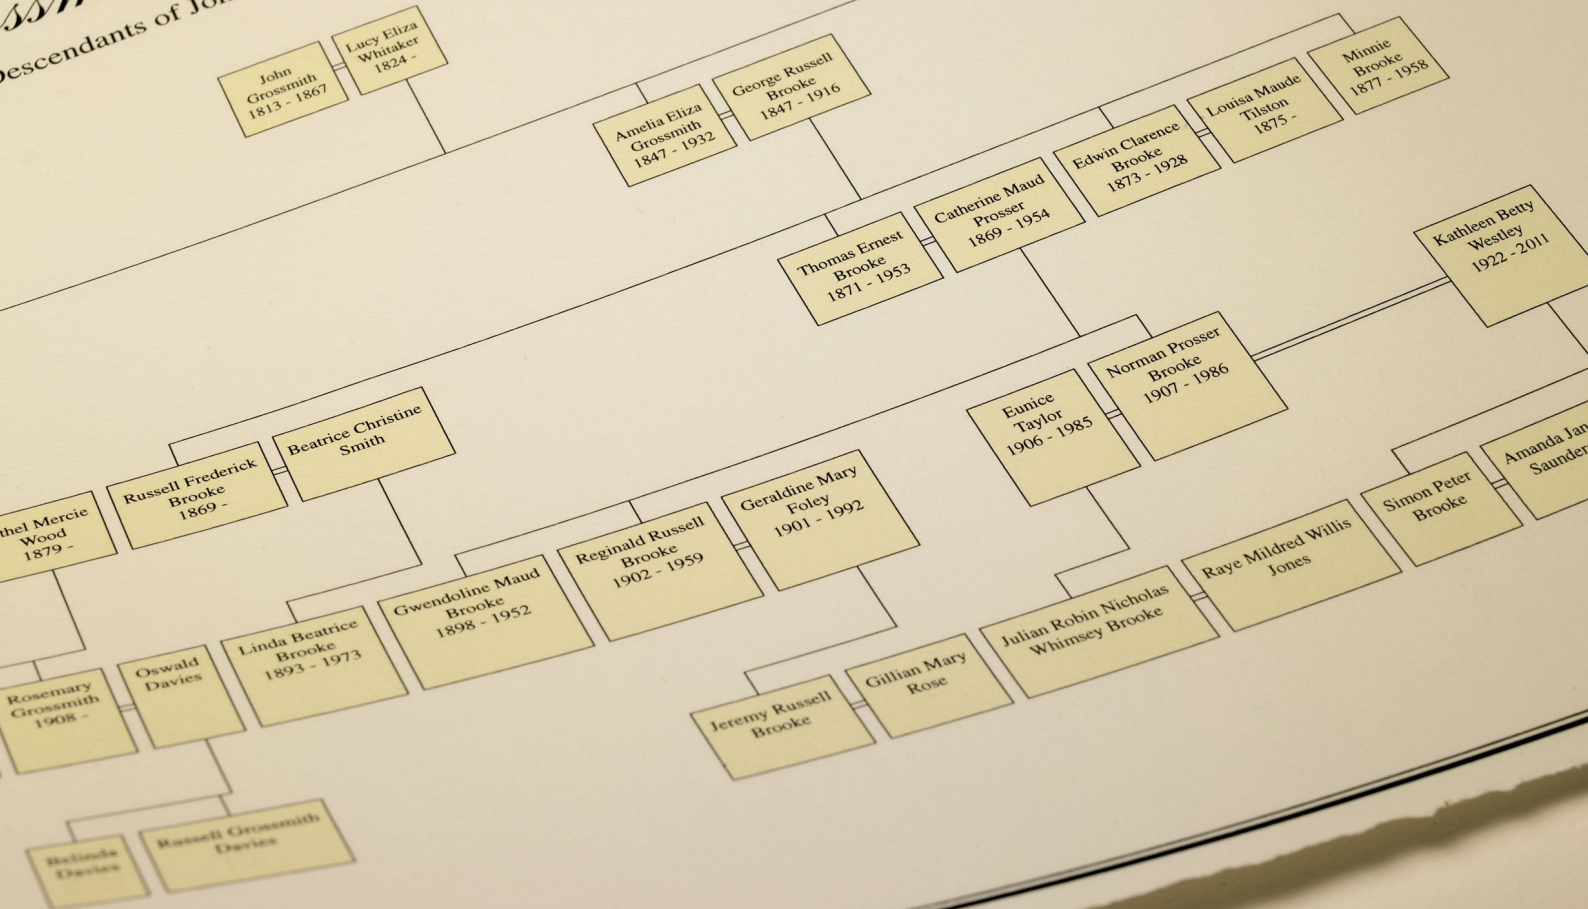 Descendants of
John
Grossmith
1813 - 1867
Lucy Eliza
Whitaker
1824 -
Amelia Eliza
Grossmith
1847 - 1932
George Russell
Brooke
1847 - 1916
Thomas Ernest
Brooke
1871 - 1953
Catherine Maud
Prosser
1869 - 1954
Edwin Clarence
Brooke
1873 - 1928
Louisa Maude
Tilston
1875 -
Minnie
Brooke
1877 - 1958
Kathleen Betty
Westley
1922 - 2011
Mercie
Wood
1879 -
Russell Frederick
Brooke
1869 -
Beatrice Christine
Smith
Eunice
Taylor
1906 - 1985
Norman Prosser
Brooke
1907 - 1986
Rosemary
Grossmith
1908 -
Oswald
Davies
Linda Beatrice
Brooke
1893 - 1973
Gwendoline Maud
Brooke
1898 - 1952
Reginald Russell
Brooke
1902 - 1959
Geraldine Mary
Foley
1901 - 1992
Jeremy Russell
Brooke
Gillian Mary
Rose
Julian Robin Nicholas
Whimsey Brooke
Raye Mildred Willis
Jones
Simon Peter
Brooke
Amanda
Belinda
Davies
Russell Grossmith
Davies